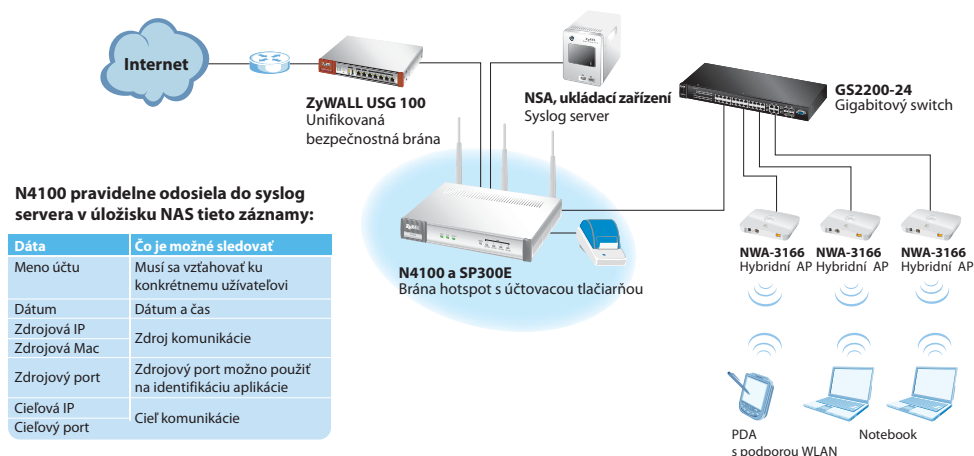 Internet
ZyWALL USG 100
Unifikovaná
bezpečnostná brána
NSA, ukládací zařízení
Syslog server
GS2200-24
Gigabitový switch
N4100 pravidelne odosiela do syslog
servera v úložisku NAS tieto záznamy:
Dáta Čo je možné sledovať
Meno účtu Musí sa vzťahovať ku
konkrétnemu užívateľovi
Dátum Dátum a čas
Zdrojová IP
Zdrojová Mac
Zdroj komunikácie
Zdrojový port Zdrojový port možno použiť
na identifikáciu aplikácie
Cieľová IP
Cieľový port
Cieľ komunikácie
ZyXEL
N4100 a SP300E
Brána hotspot s účtovacou tlačiarňou
NWA-3166
Hybridní AP
NWA-3166
Hybridní AP
NWA-3166
Hybridní AP
PDA
s podporou WLAN
Notebook